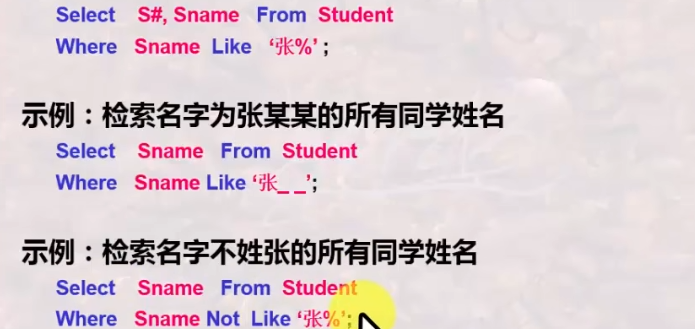 Select S#, Sname From Student
Where Sname Like ‘张%’ ;
示例：检索名字为张某某的所有同学姓名
Select Sname From Student
Where Sname Like ‘张_ _’;
示例：检索名字不姓张的所有同学姓名
Select Sname From Student
Where Sname Not Like ‘张%’;